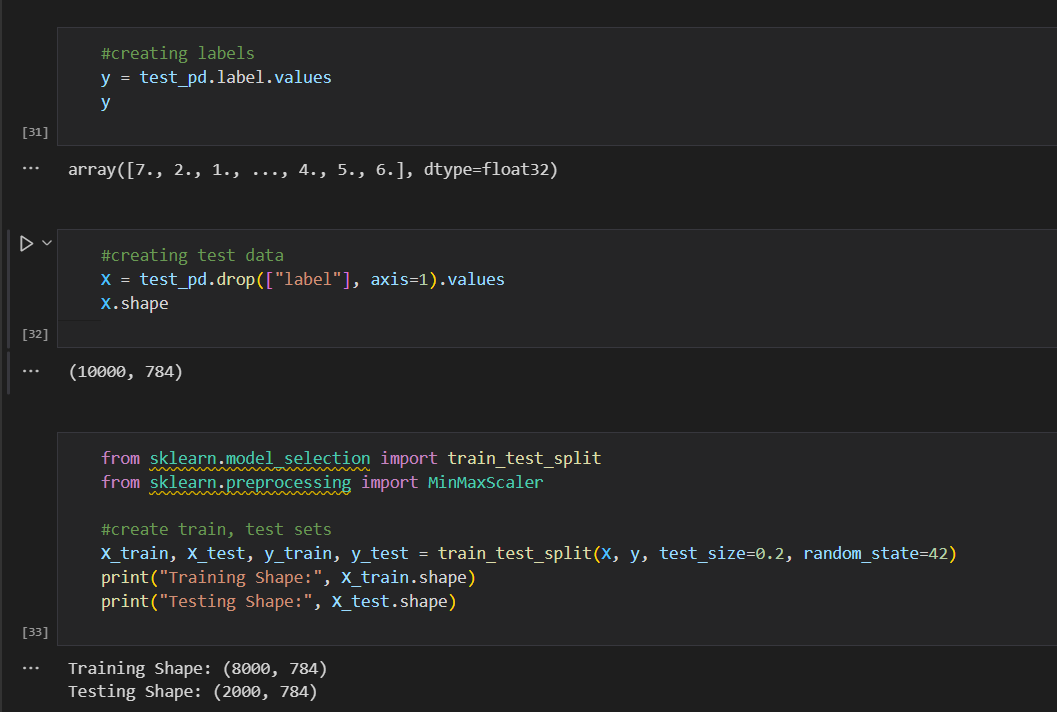 #creating labels
y = test_pd.label.values
y
[31]
... array([7., 2., 1., ..., 4., 5., 6.], dtype=float32)
#creating test data
X = test_pd.drop(["label"], axis=1).values
X.shape
[32]
... (10000, 784)
from sklearn.model_selection import train_test_split
from sklearn.preprocessing import MinMaxScaler
#create train, test sets
X_train, X_test, y_train, y_test = train_test_split(X, y, test_size=0.2, random_state=42)
print("Training Shape:", X_train.shape)
print("Testing Shape:", X_test.shape)
[33]
... Training Shape: (8000, 784)
Testing Shape: (2000, 784)